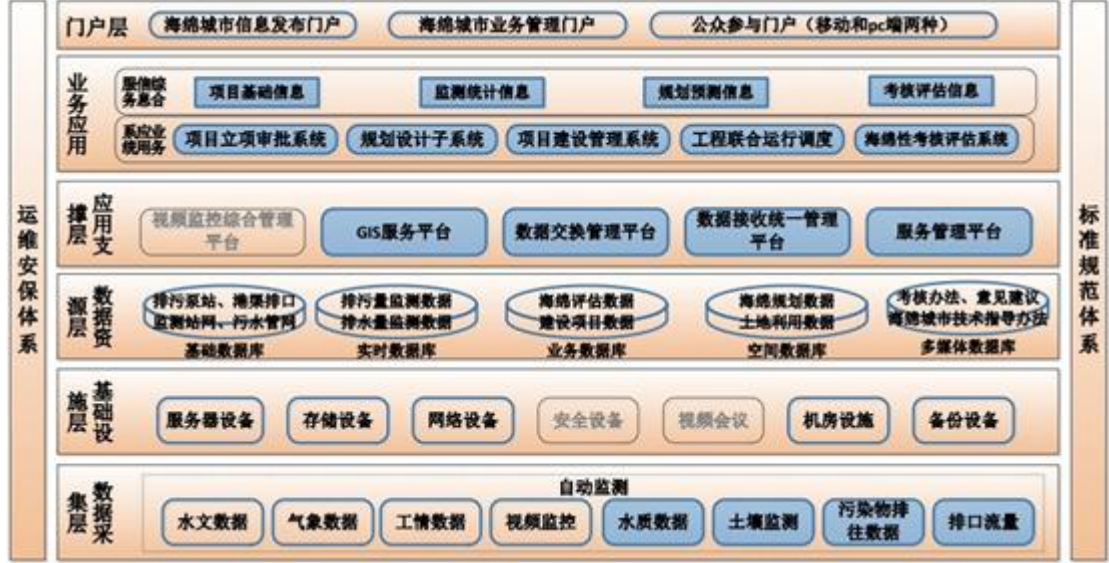 运维安保体系
标准规范体系
门户层
海绵城市信息发布门户
海绵城市业务管理门户
公众参与门户（移动和pc端两种）
业务应用
综合信息服务
项目基础信息
监测统计信息
规划预测信息
考核评估信息
业务应用系统
项目立项审批系统
规划设计子系统
项目建设管理系统
工程联合运行调度
海绵性考核评估系统
应用支撑层
视频监控综合管理
平台
GIS服务平台
数据交换管理平台
数据接收统一管理
平台
服务管理平台
数据资源层
排污泵站、港渠排口
监测站网、污水管网
基础数据库
排污量监测数据
排水量监测数据
实时数据库
海绵评估数据
建设项目数据
业务数据库
海绵规划数据
土地利用数据
空间数据库
考核办法、意见建议
海绵城市技术指导办法
多媒体数据库
基础设施层
服务器设备
存储设备
网络设备
安全设备
视频会议
机房设施
备份设备
数据采集层
自动监测
水文数据
气象数据
工情数据
视频监控
水质数据
土壤监测
污染物排
往数据
排口流量